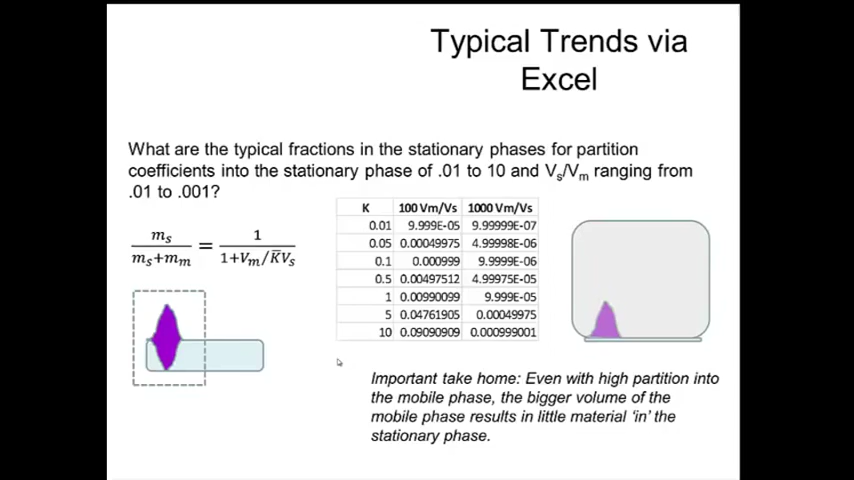 Typical Trends via
Excel
What are the typical fractions in the stationary phases for partition
coefficients into the stationary phase of .01 to 10 and Vs/Vm ranging from
.01 to .001?
ms/ms+mm = 1/1+Vm/K̅Vs
K 100 Vm/Vs 1000 Vm/Vs
0.01 9.999E-05 9.99999E-07
0.05 0.00049975 4.99998E-06
0.1 0.000999 9.9999E-06
0.5 0.00497512 4.99975E-05
1 0.00990099 9.999E-05
5 0.04761905 0.00049975
10 0.09090909 0.000999001
Important take home: Even with high partition into
the mobile phase, the bigger volume of the
mobile phase results in little material 'in' the
stationary phase.